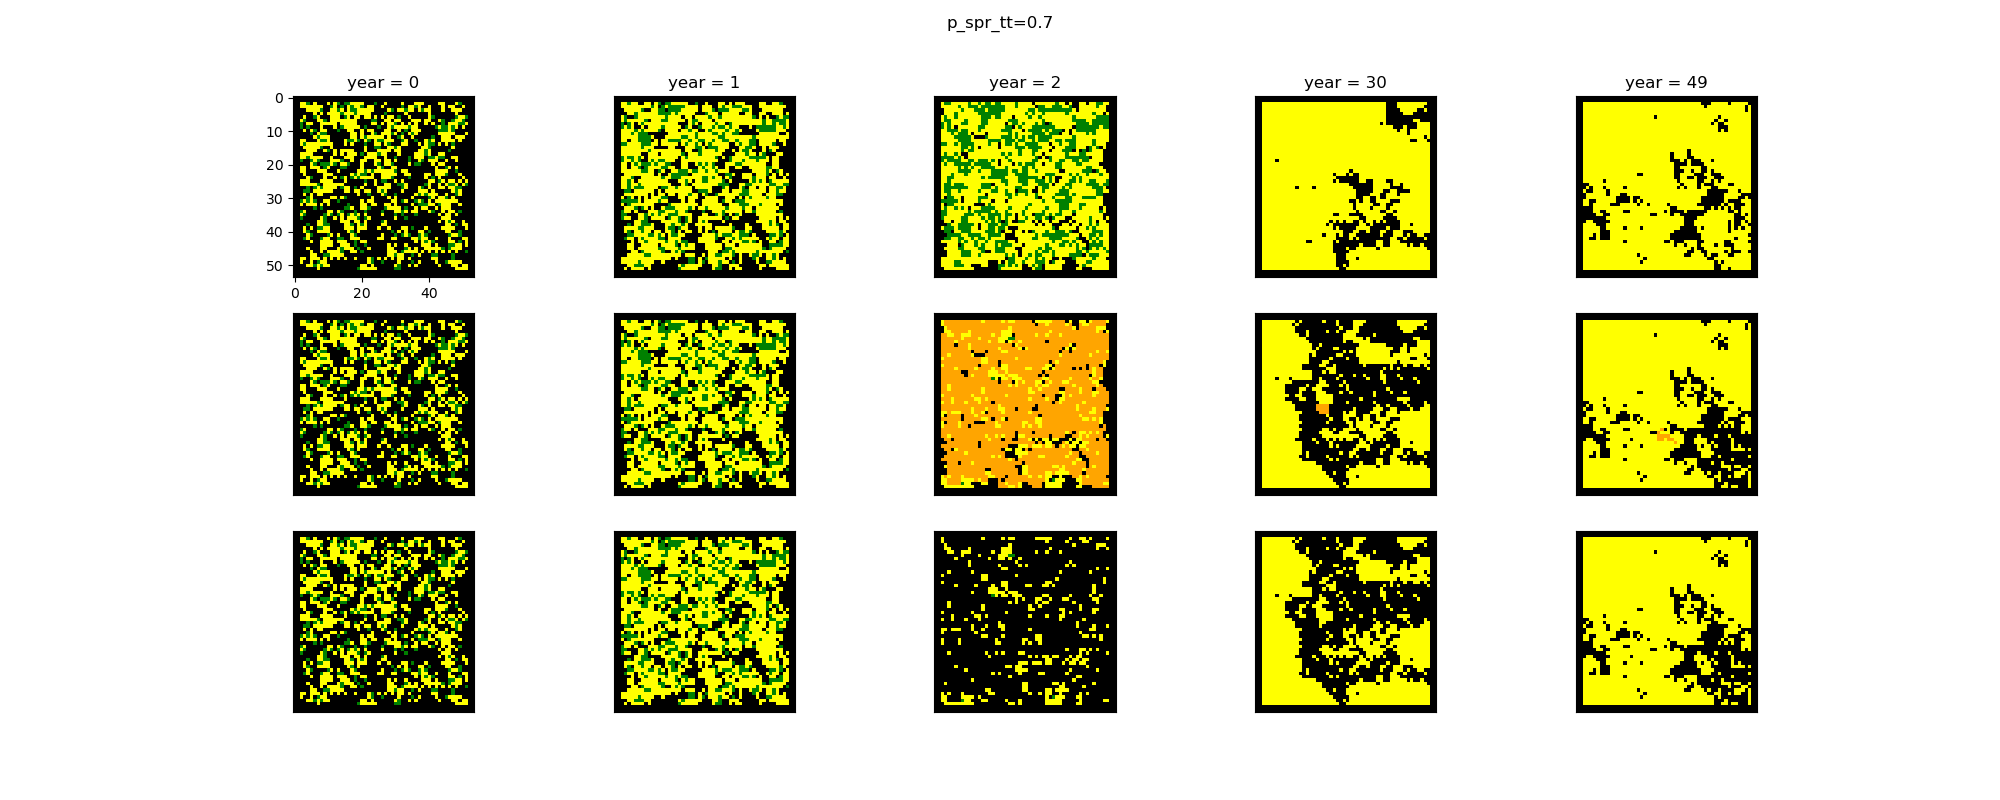 p_spr_tt=0.7
year = 0
year = 1
year = 2
year = 30
year = 49
0
10
20
30
40
50
0
20
40